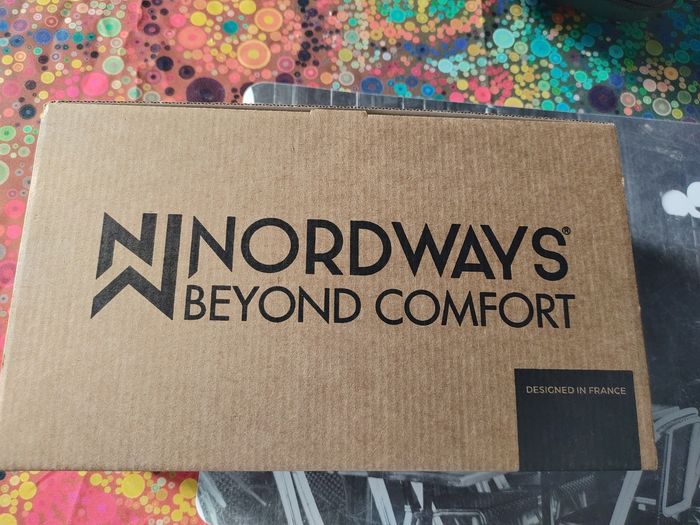 NORDWAYS®
BEYOND COMFORT
DESIGNED IN FRANCE